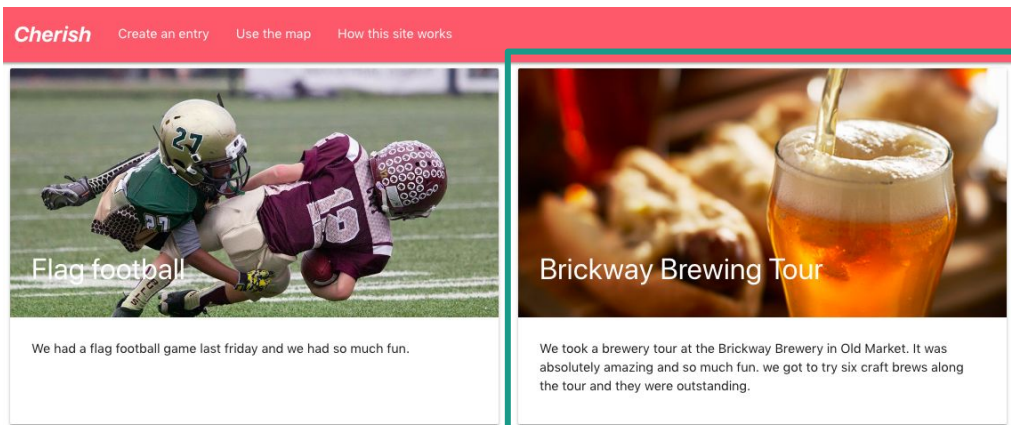 Cherish Create an entry Use the map How this site works
27
27
12
Flag football
We had a flag football game last friday and we had so much fun.
Brickway Brewing Tour
We took a brewery tour at the Brickway Brewery in Old Market. It was
absolutely amazing and so much fun. we got to try six craft brews along
the tour and they were outstanding.